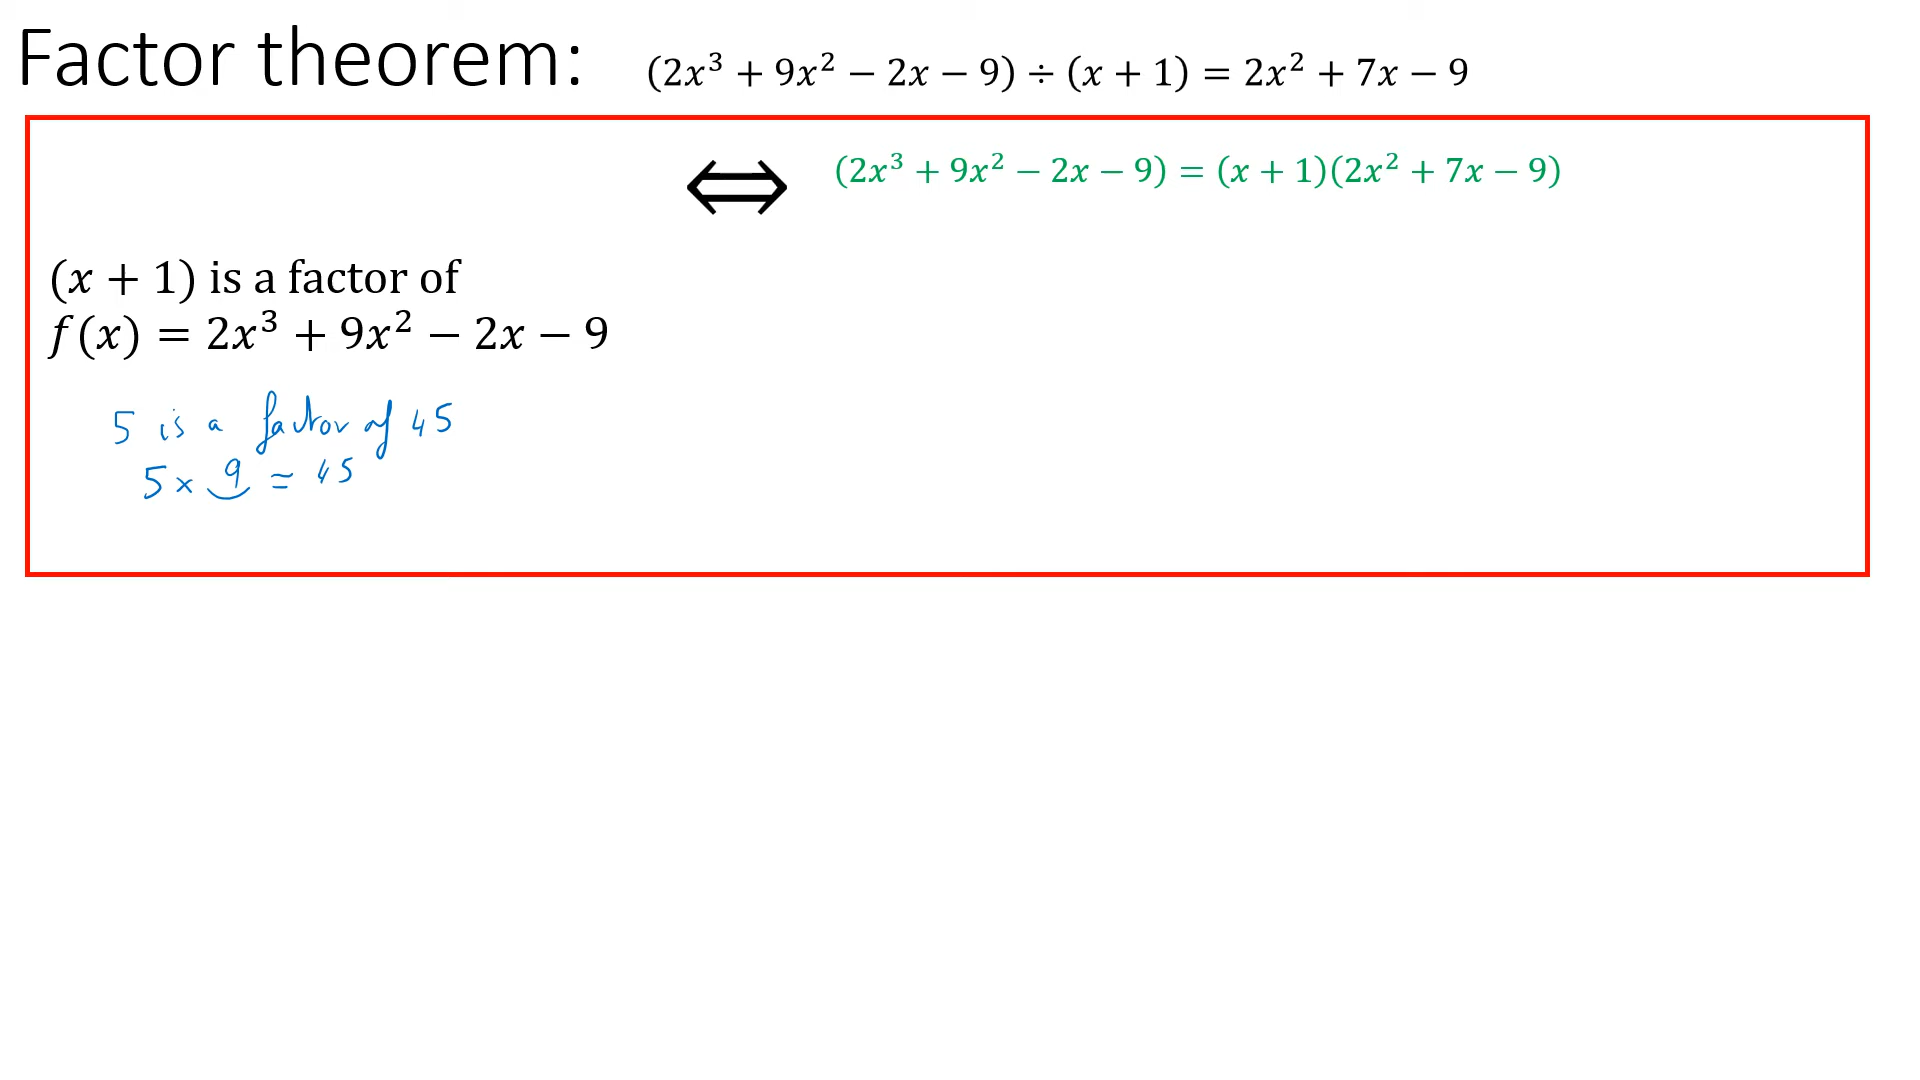 Factor theorem: (2x³ + 9x² − 2x − 9) ÷ (x + 1) = 2x² + 7x − 9
⟺ (2x³ + 9x² − 2x − 9) = (x + 1)(2x² + 7x − 9)
(x + 1) is a factor of
f(x) = 2x³ + 9x² − 2x − 9
5 is a factor of 45
5 × 9 = 45